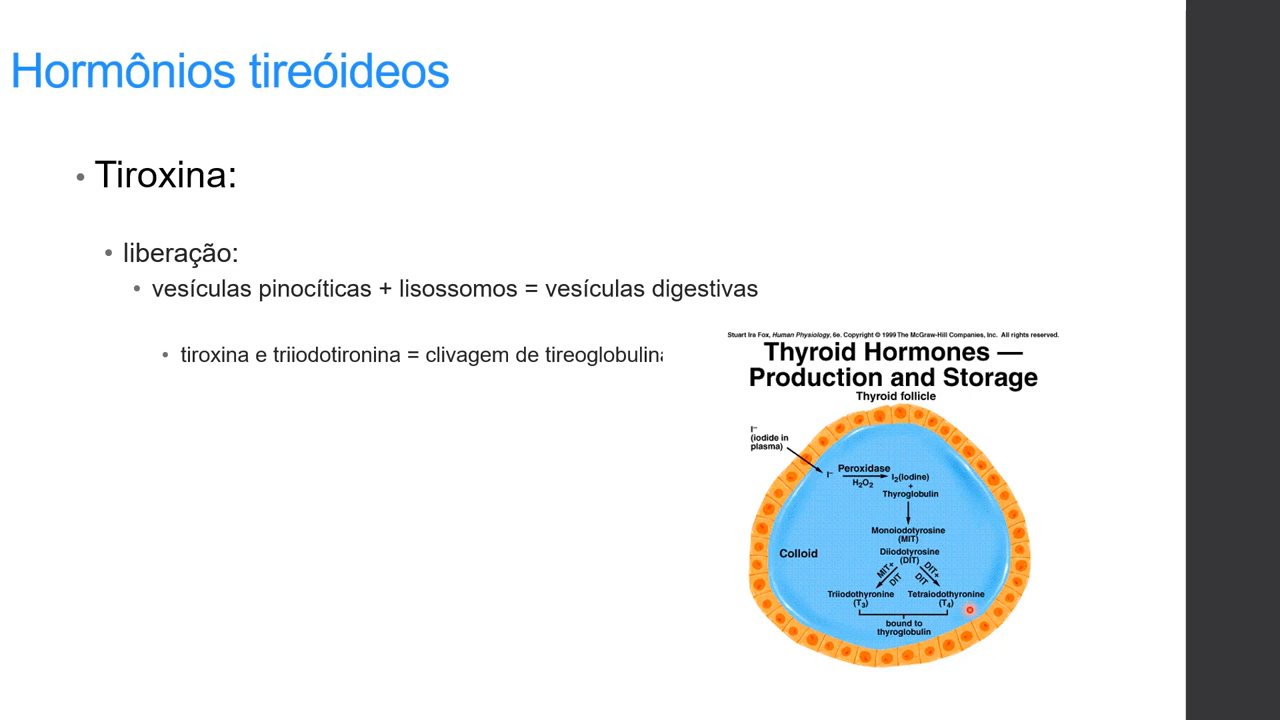 Hormônios tireóideos
• Tiroxina:
• liberação:
• vesículas pinocíticas + lisossomos = vesículas digestivas
• tiroxina e triiodotironina = clivagem de tireoglobulina
Stuart Ira Fox, Human Physiology, 6e. Copyright © 1999 The McGraw-Hill Companies, Inc. All rights reserved.
Thyroid Hormones —
Production and Storage
Thyroid follicle
I⁻
(iodide in
plasma)
I⁻ Peroxidase I₂(Iodine)
H₂O₂ +
Thyroglobulin
Monoiodotyrosine
(MIT)
Colloid
Diiodotyrosine
(DIT)
MIT+
DIT
DIT+
DIT
Triiodothyronine
(T₃)
Tetraiodothyronine
(T₄)
bound to
thyroglobulin